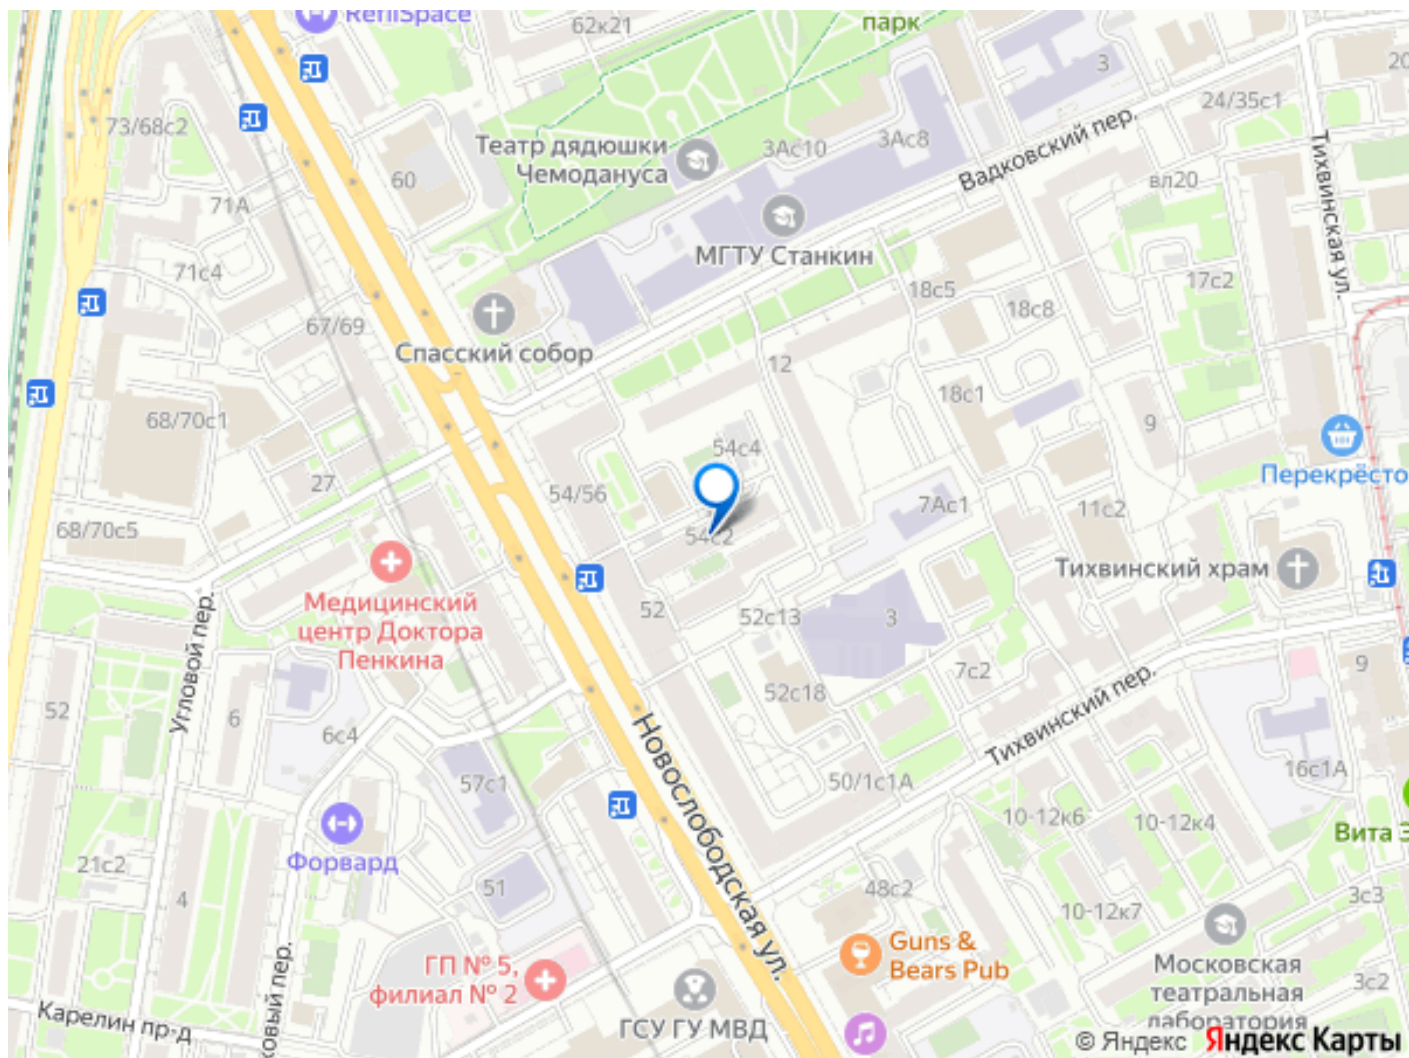 RefilSpace
62к21
парк
3
20
24/35с1
73/68с2
Театр дядюшки
Чемодануса
3Ас10
3Ас8
Вадковский пер.
Тихвинская ул.
60
вл20
71А
МГТУ Станкин
71с4
17с2
18с5
18с8
67/69
Спасский собор
12
18с1
68/70с1
9
54с4
Перекрёсто
27
54/56
7Ас1
11с2
68/70с5
54с2
Тихвинский храм
Медицинский
центр Доктора
Пенкина
52
52с13
3
Угловой пер.
7с2
9
52с18
52
6
6с4
Тихвинский пер.
Новослободская ул.
57с1
50/1с1А
16с1А
10-12к6
10-12к4
Вита Э
Форвард
21с2
51
48с2
4
3с3
10-12к7
Guns &
Bears Pub
ГП № 5,
филиал № 2
Московская
театральная
лаборатория
3с2
ковый пер.
Карелин пр-д
ГСУ ГУ МВД
© Яндекс Яндекс Карты